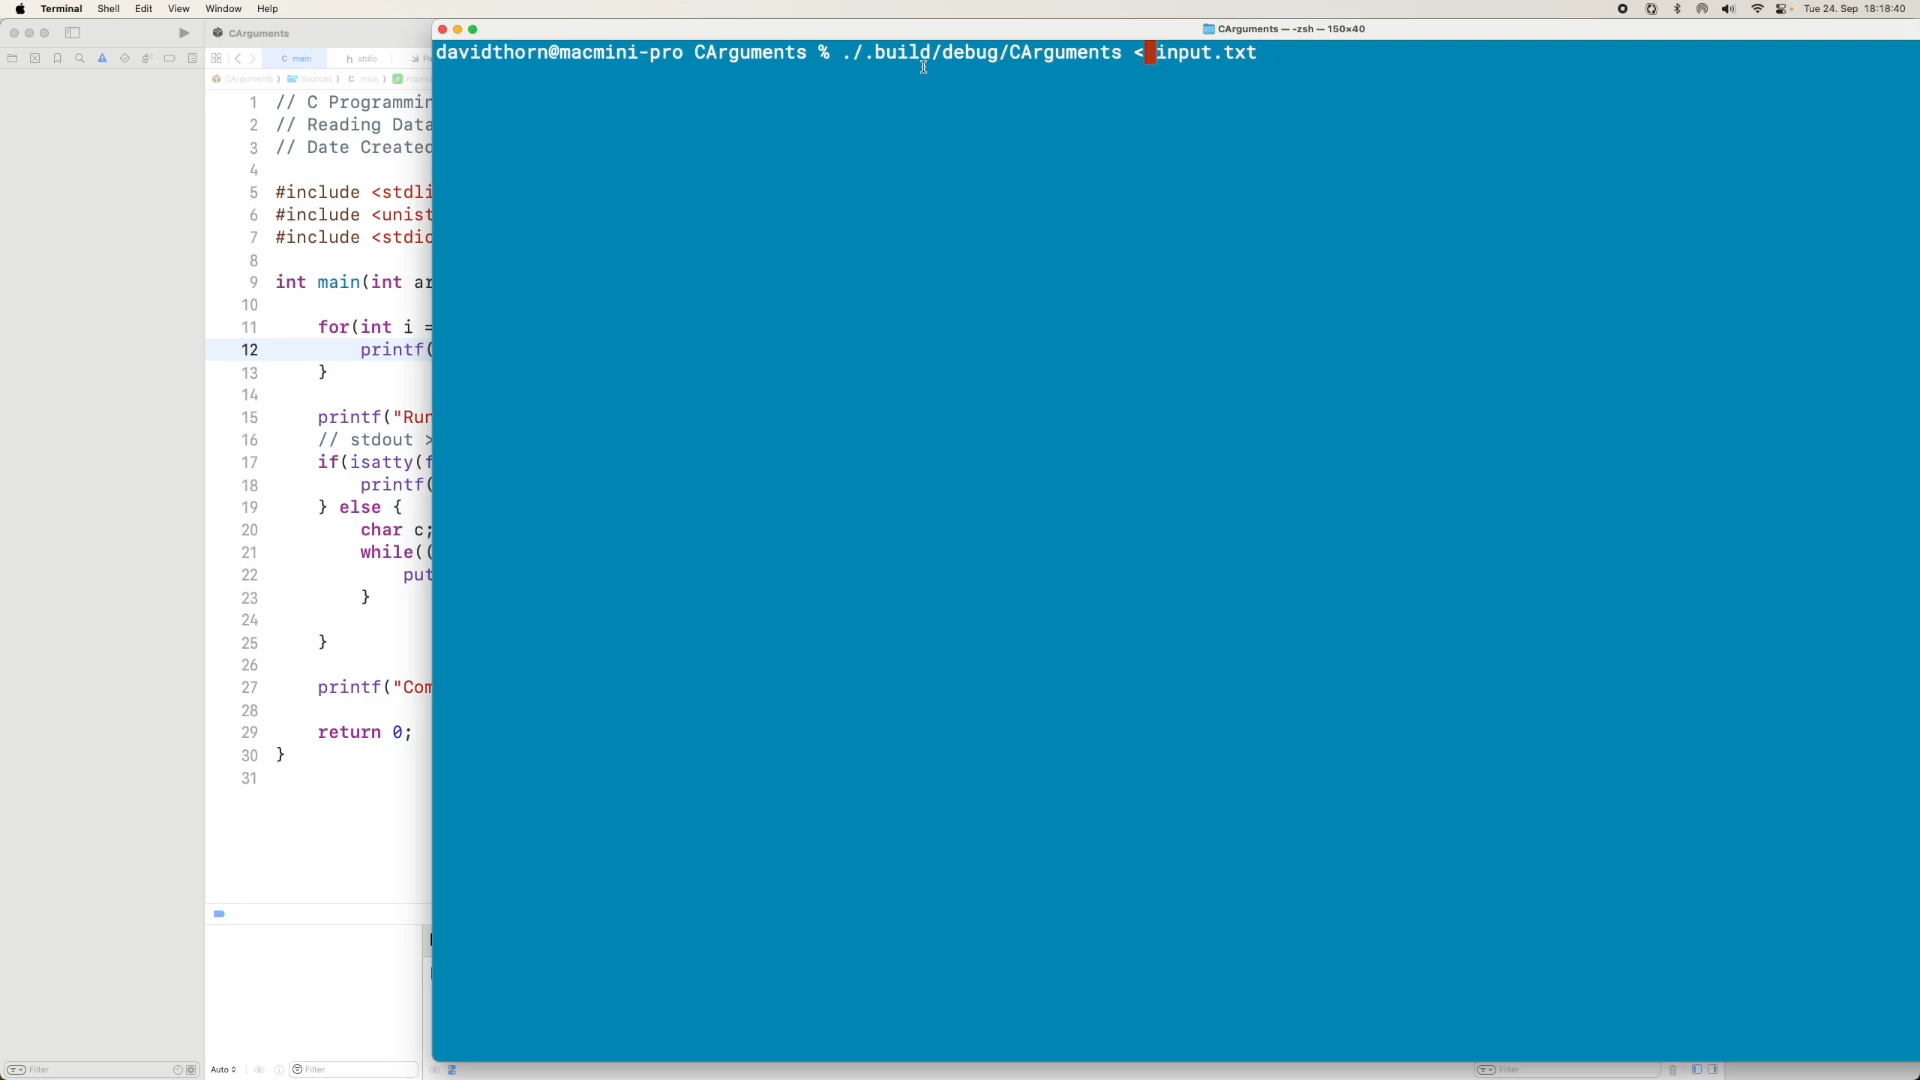 Terminal Shell Edit View Window Help
Tue 24. Sep 18:18:40
CArguments
CArguments — -zsh — 150x40
davidthorn@macmini-pro CArguments % ./.build/debug/CArguments < input.txt
C main
h stdio
CArguments Sources C main
1 // C Programmin
2 // Reading Data
3 // Date Created
4
5 #include <stdli
6 #include <unist
7 #include <stdio
8
9 int main(int ar
10
11 for(int i =
12 printf(
13 }
14
15 printf("Run
16 // stdout >
17 if(isatty(f
18 printf(
19 } else {
20 char c;
21 while((
22 put
23 }
24
25 }
26
27 printf("Com
28
29 return 0;
30 }
31
Filter
Auto
Filter
Filter